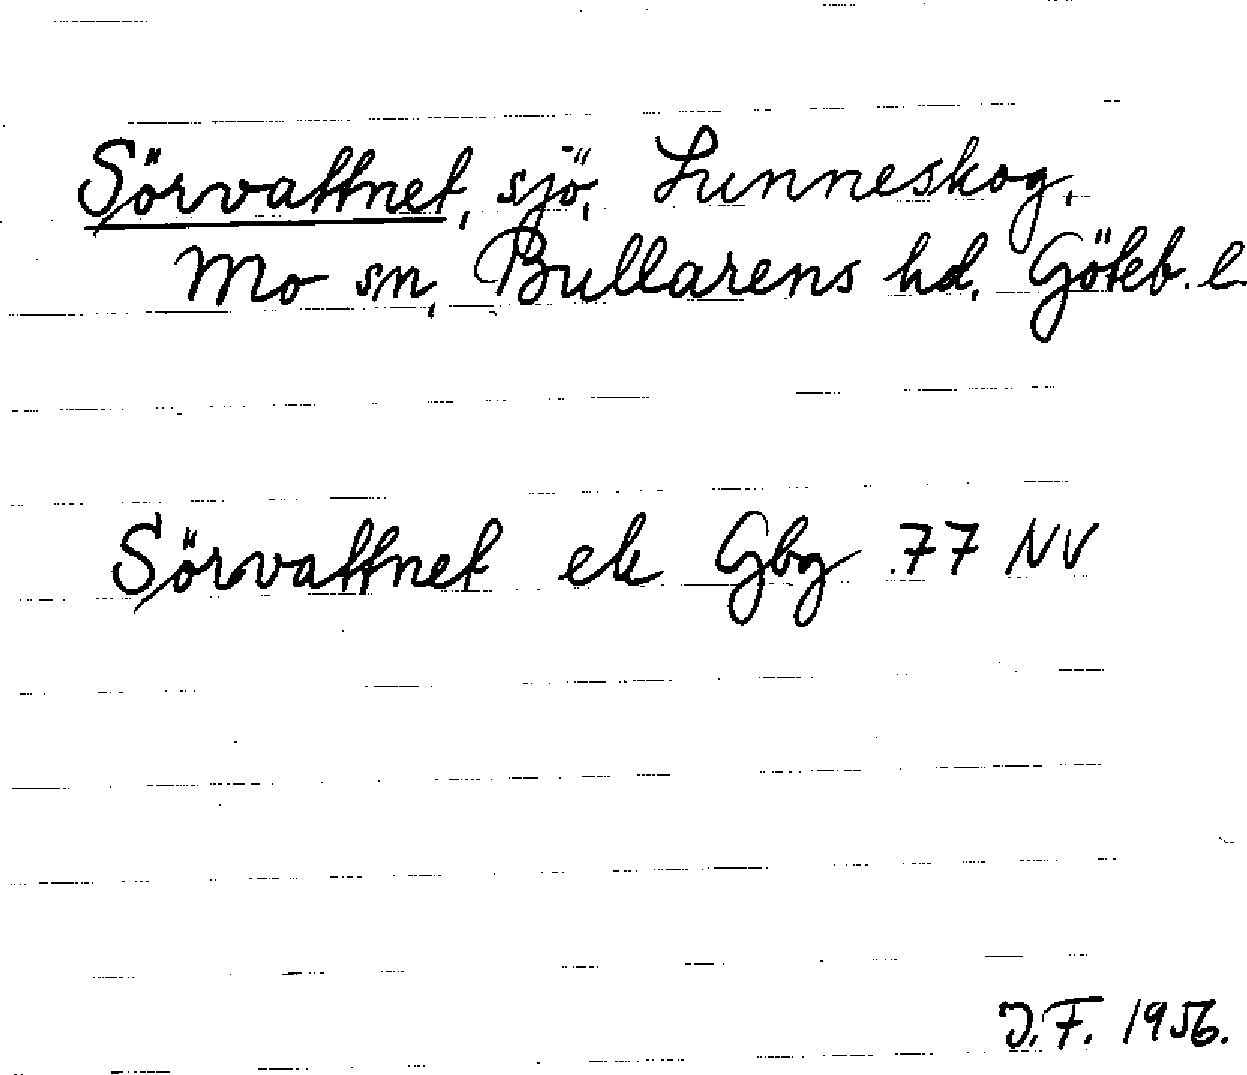 Sörvattnet, sjö, Lunneskog,
Mo sn, Bullarens hd. Göteb. l
Sörvattnet ek Gbg 77 NV
J.F. 1956.